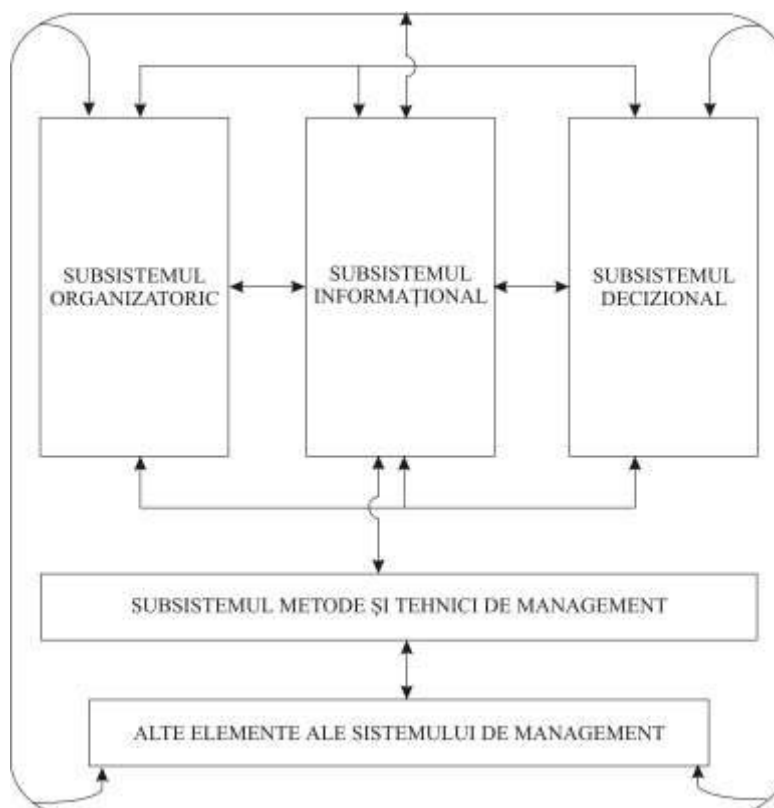 SUBSISTEMUL
ORGANIZATORIC
SUBSISTEMUL
INFORMAȚIONAL
SUBSISTEMUL
DECIZIONAL
SUBSISTEMUL METODE ȘI TEHNICI DE MANAGEMENT
ALTE ELEMENTE ALE SISTEMULUI DE MANAGEMENT